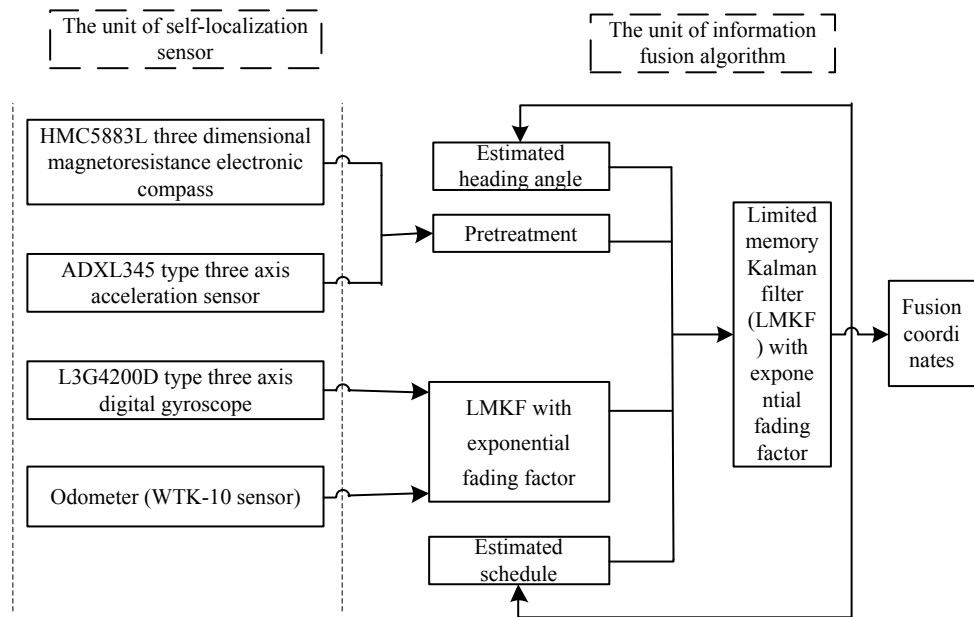 The unit of self-localization
sensor
The unit of information
fusion algorithm
HMC5883L three dimensional
magnetoresistance electronic
compass
ADXL345 type three axis
acceleration sensor
L3G4200D type three axis
digital gyroscope
Odometer (WTK-10 sensor)
Estimated
heading angle
Pretreatment
LMKF with
exponential
fading factor
Estimated
schedule
Limited
memory
Kalman
filter
(LMKF
) with
expone
ntial
fading
factor
Fusion
coordi
nates